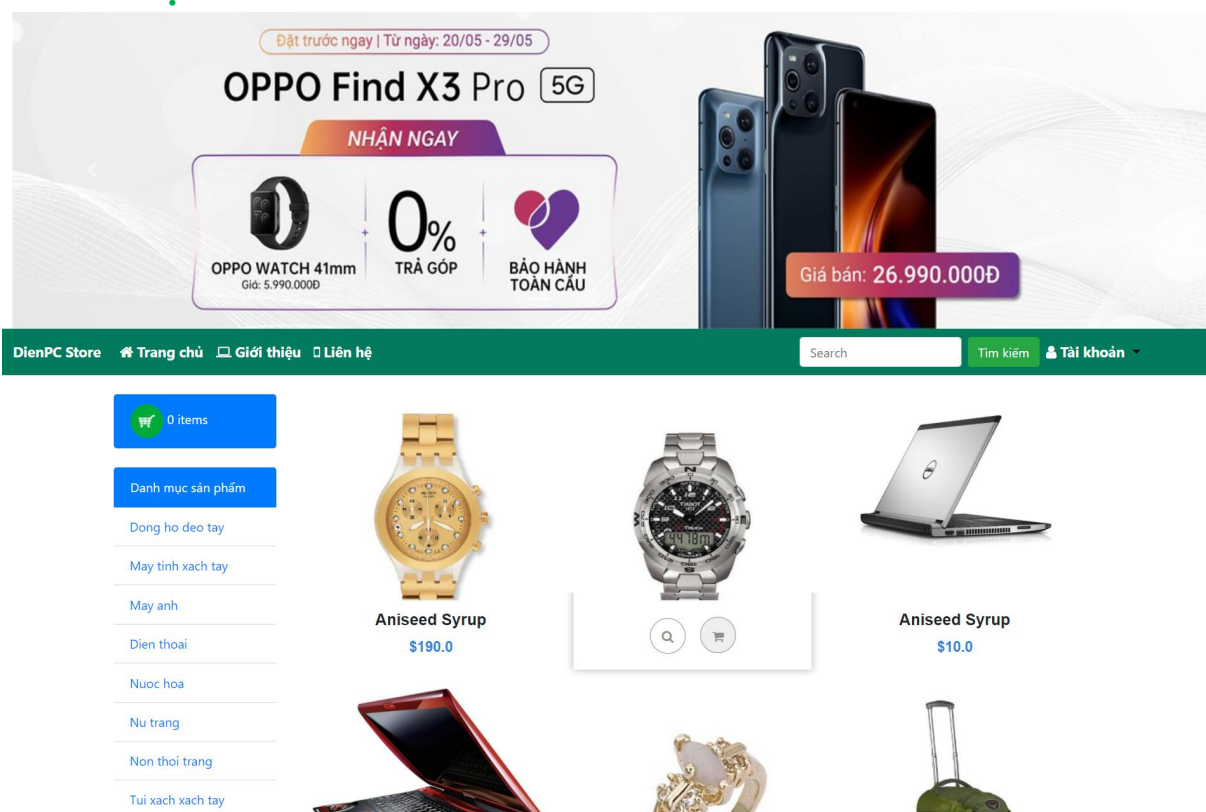 Đặt trước ngay | Từ ngày: 20/05 - 29/05
OPPO Find X3 Pro 5G
NHẬN NGAY
OPPO WATCH 41mm
Giá: 5.990.000Đ
+
0%
TRẢ GÓP
+
BẢO HÀNH
TOÀN CẦU
Giá bán: 26.990.000Đ
DienPC Store Trang chủ Giới thiệu Liên hệ Search Tìm kiếm Tài khoản
0 items
Danh mục sản phẩm
Dong ho deo tay
May tinh xach tay
May anh
Dien thoai
Nuoc hoa
Nu trang
Non thoi trang
Tui xach xach tay
Aniseed Syrup
$190.0
TISSOT
Aniseed Syrup
$10.0